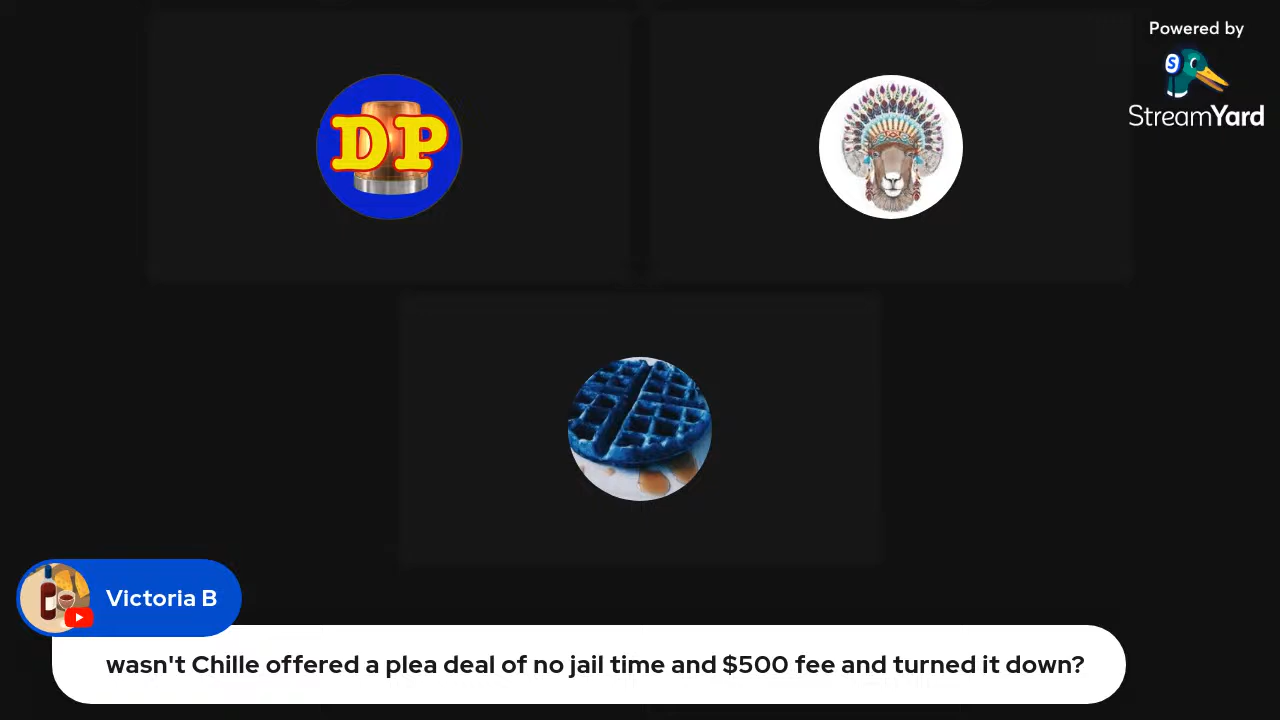 Powered by
S
StreamYard
DP
Victoria B
wasn't Chille offered a plea deal of no jail time and $500 fee and turned it down?